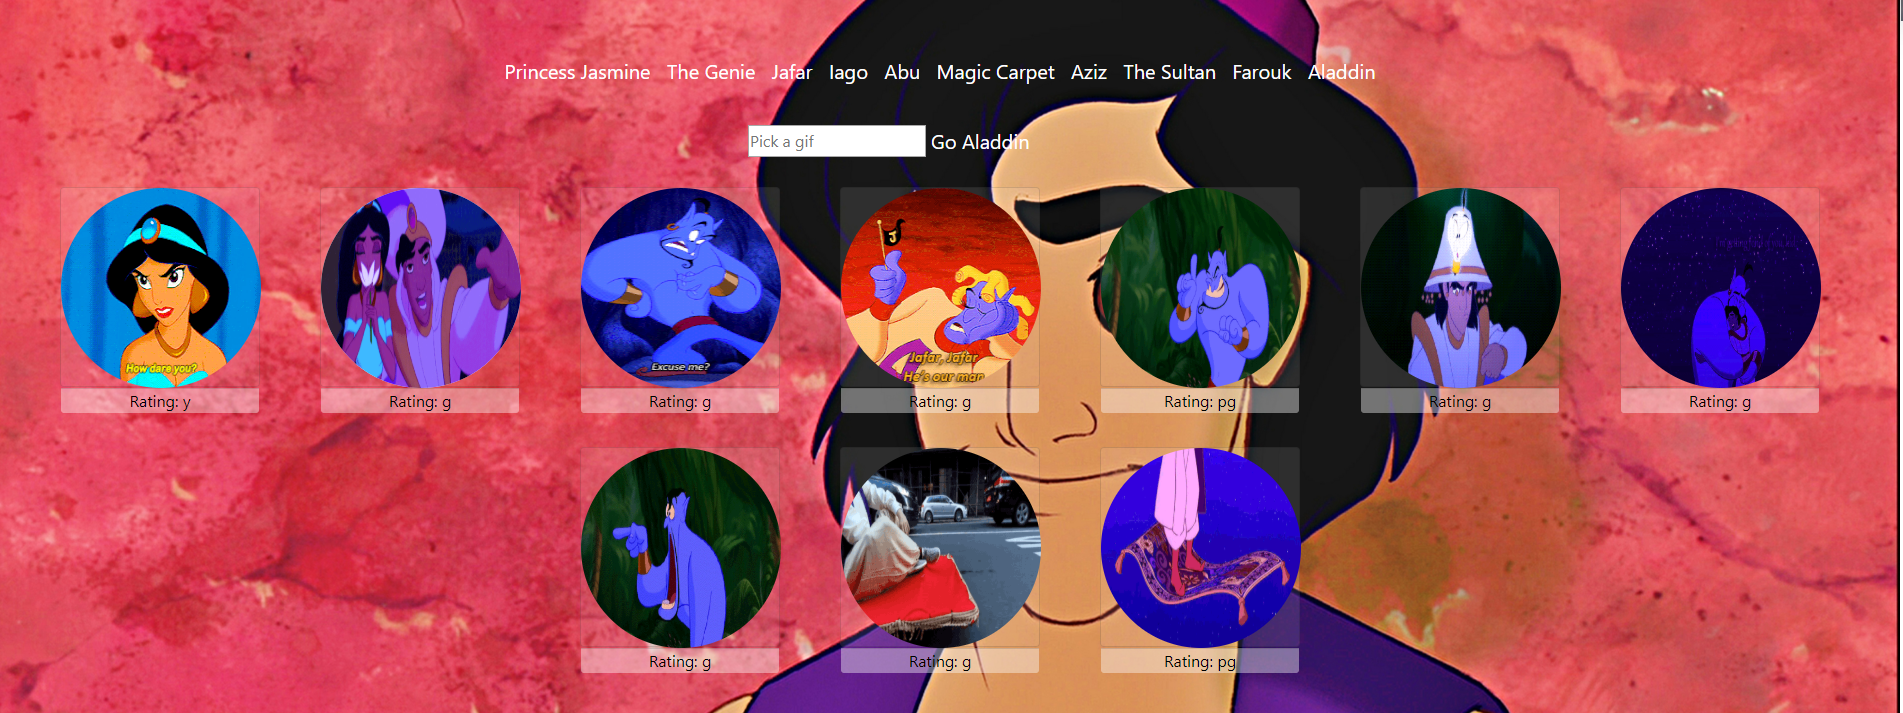 Princess Jasmine The Genie Jafar Iago Abu Magic Carpet Aziz The Sultan Farouk Aladdin
Pick a gif Go Aladdin
How dare you?
Excuse me?
J
Jafar, Jafar
He's our man
Rating: y Rating: g Rating: g Rating: g Rating: pg Rating: g Rating: g
Rating: g Rating: g Rating: pg